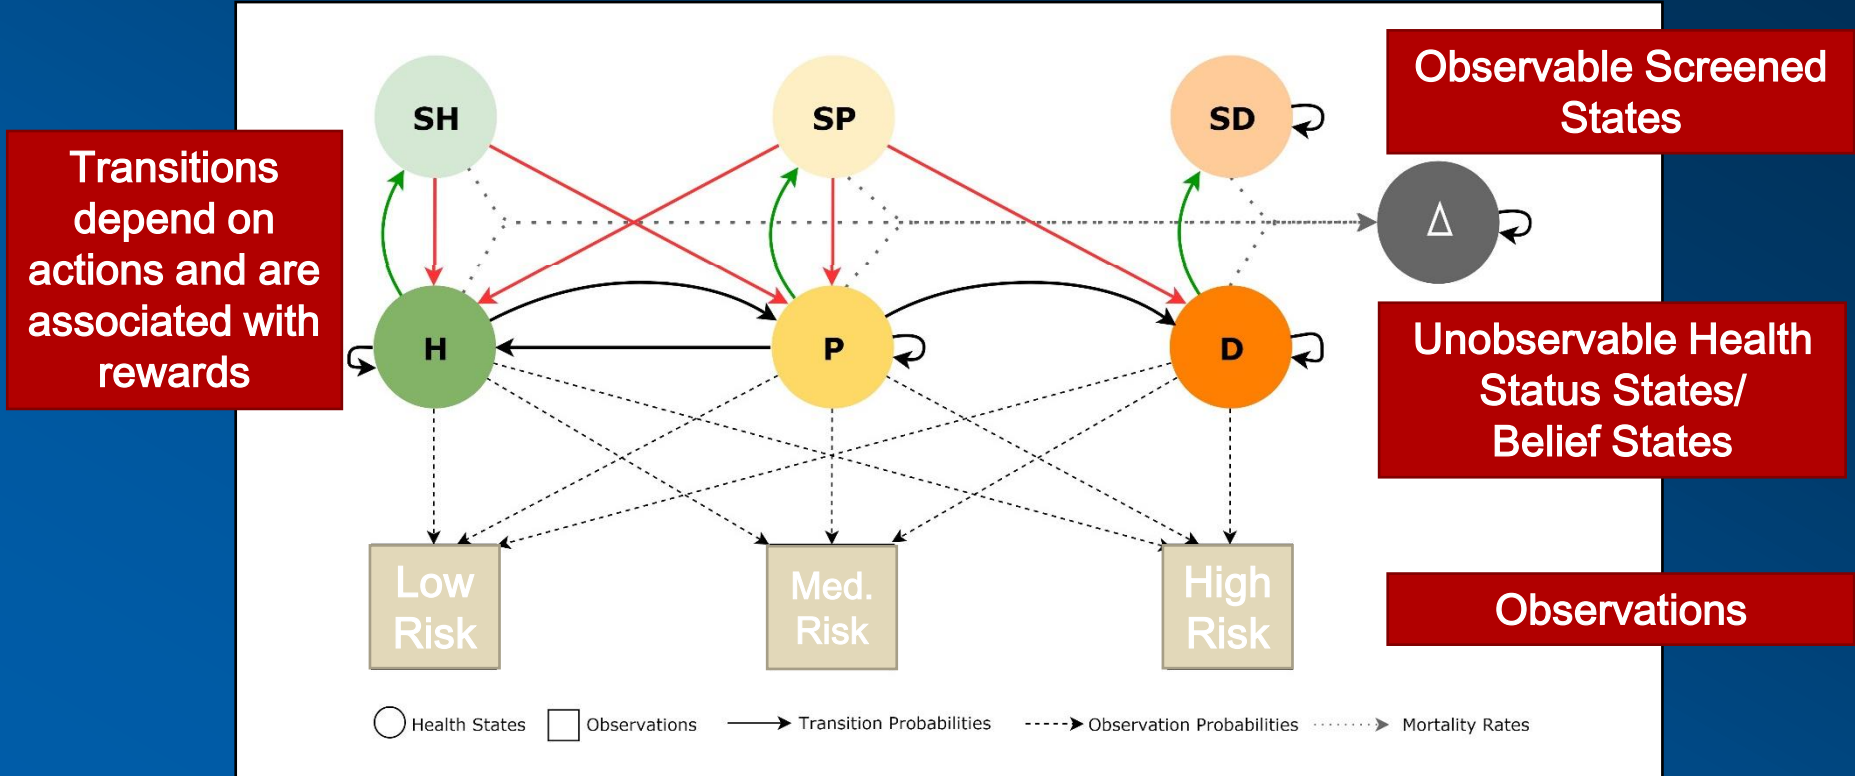 Observable Screened
States
SH
SP
SD
Transitions
depend on
actions and are
associated with
rewards
Δ
H
P
D
Unobservable Health
Status States/
Belief States
Low
Risk
Med.
Risk
High
Risk
Observations
Health States
Observations
Transition Probabilities
Observation Probabilities
Mortality Rates